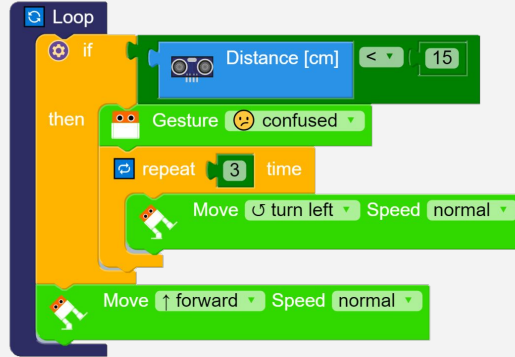 Loop
if Distance [cm] < 15
then Gesture confused
repeat 3 time
Move ↺ turn left Speed normal
Move ↑ forward Speed normal